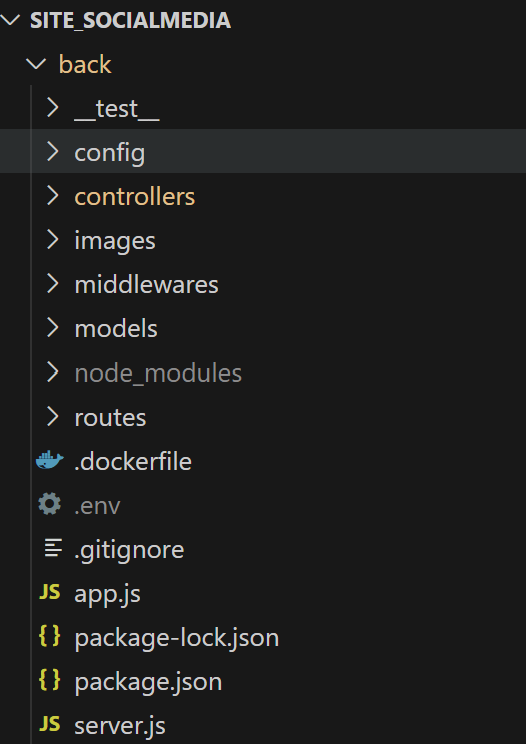 SITE_SOCIALMEDIA
back
__test__
config
controllers
images
middlewares
models
node_modules
routes
.dockerfile
.env
.gitignore
JS app.js
{} package-lock.json
{} package.json
JS server.js